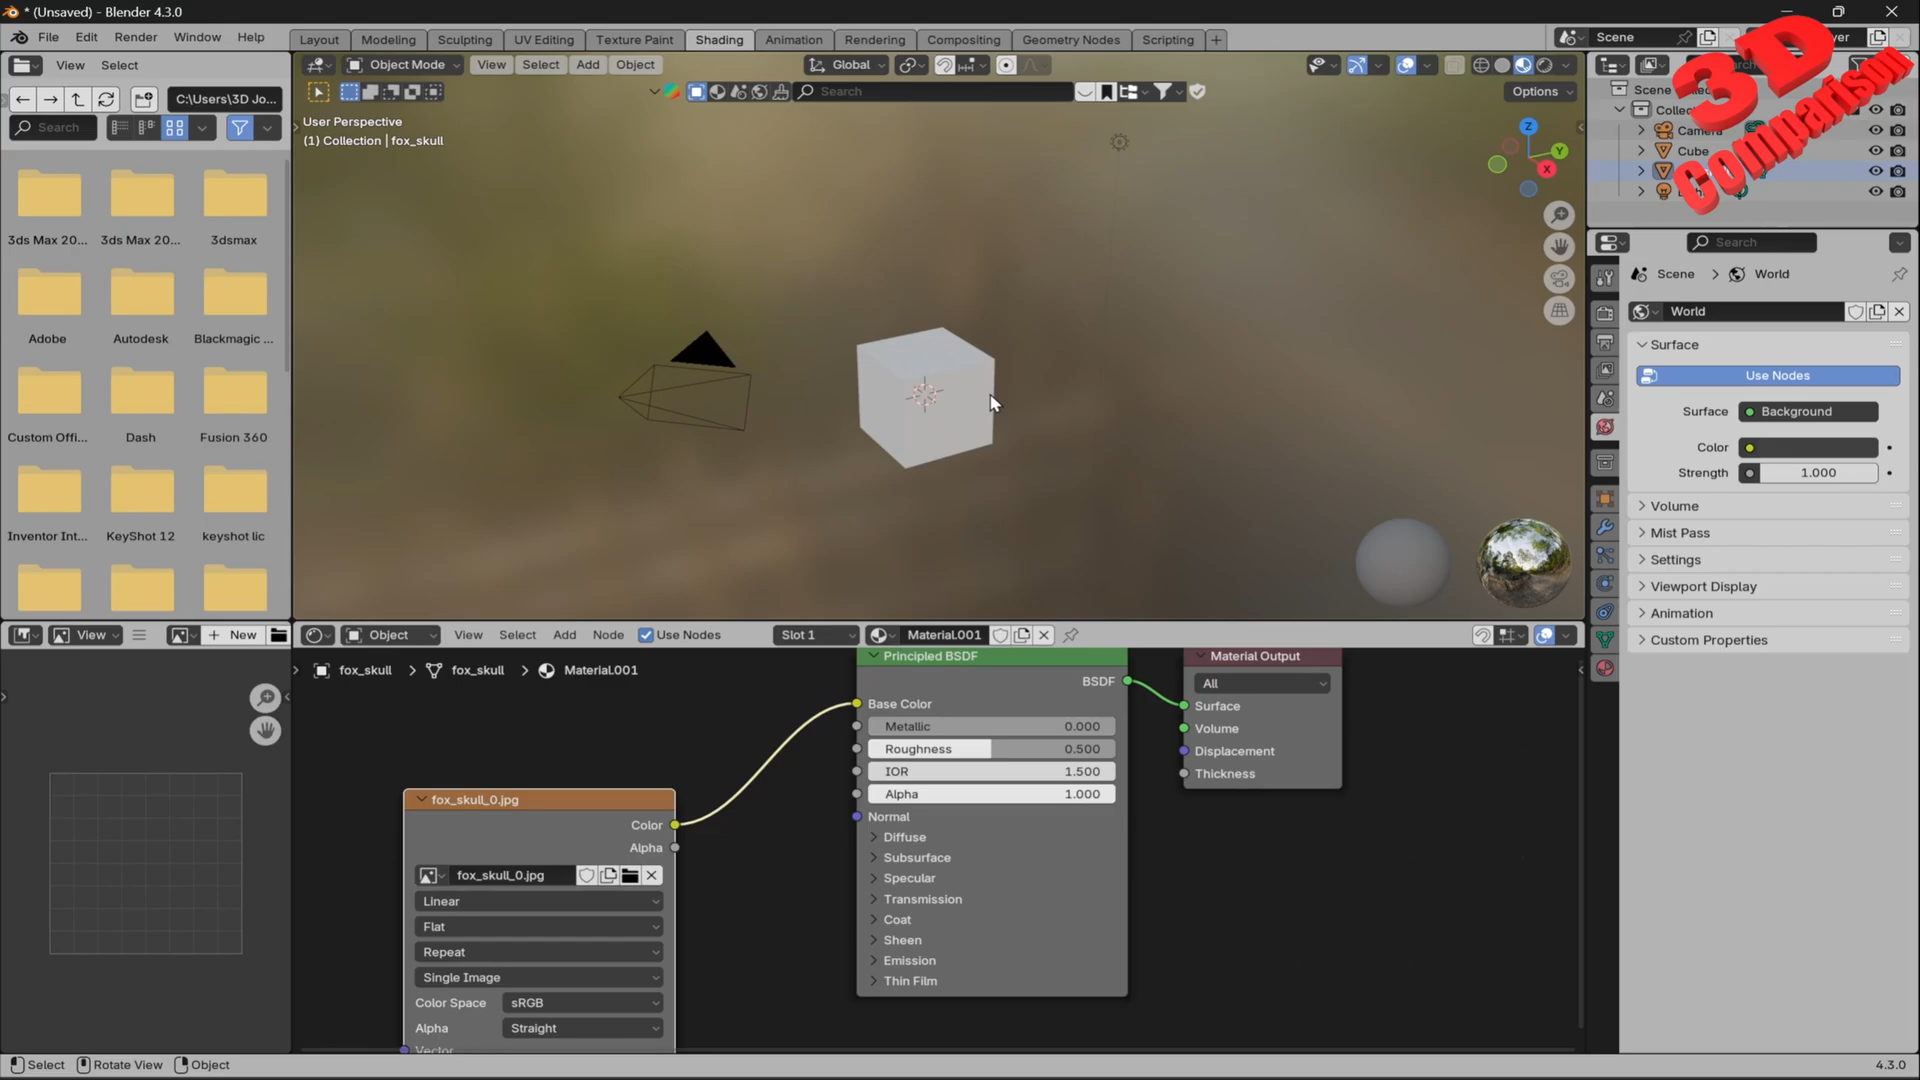 * (Unsaved) - Blender 4.3.0
File Edit Render Window Help
Layout Modeling Sculpting UV Editing Texture Paint Shading Animation Rendering Compositing Geometry Nodes Scripting +
Scene
View Select
Object Mode View Select Add Object
Global
C:\Users\3D Jo...
Search
Search
Options
User Perspective
(1) Collection | fox_skull
Z
Y
X
3D
Comparison
Camera
Cube
3ds Max 20... 3ds Max 20... 3dsmax
Adobe Autodesk Blackmagic ...
Custom Offi... Dash Fusion 360
Inventor Int... KeyShot 12 keyshot lic
Search
Scene > World
World
Surface
Use Nodes
Surface Background
Color
Strength 1.000
Volume
Mist Pass
Settings
Viewport Display
Animation
Custom Properties
View + New
Object View Select Add Node Use Nodes Slot 1 Material.001
fox_skull > fox_skull > Material.001
Principled BSDF
BSDF
Base Color
Metallic 0.000
Roughness 0.500
IOR 1.500
Alpha 1.000
Normal
Diffuse
Subsurface
Specular
Transmission
Coat
Sheen
Emission
Thin Film
Material Output
All
Surface
Volume
Displacement
Thickness
fox_skull_0.jpg
Color
Alpha
fox_skull_0.jpg
Linear
Flat
Repeat
Single Image
Color Space sRGB
Alpha Straight
Vector
Select Rotate View Object
4.3.0